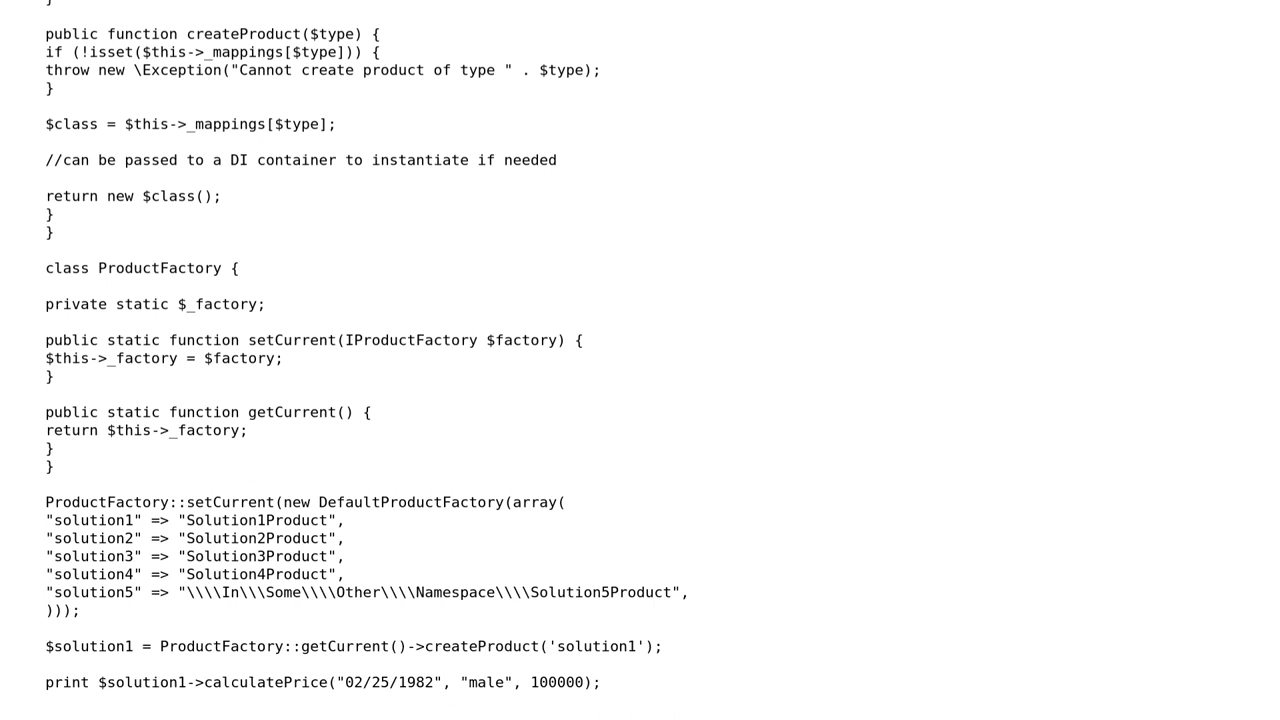 }
public function createProduct($type) {
if (!isset($this->_mappings[$type])) {
throw new \Exception("Cannot create product of type " . $type);
}
$class = $this->_mappings[$type];
//can be passed to a DI container to instantiate if needed
return new $class();
}
}
class ProductFactory {
private static $_factory;
public static function setCurrent(IProductFactory $factory) {
$this->_factory = $factory;
}
public static function getCurrent() {
return $this->_factory;
}
}
ProductFactory::setCurrent(new DefaultProductFactory(array(
"solution1" => "Solution1Product",
"solution2" => "Solution2Product",
"solution3" => "Solution3Product",
"solution4" => "Solution4Product",
"solution5" => "\\\\In\\\Some\\\\Other\\\\Namespace\\\\Solution5Product",
)));
$solution1 = ProductFactory::getCurrent()->createProduct('solution1');
print $solution1->calculatePrice("02/25/1982", "male", 100000);